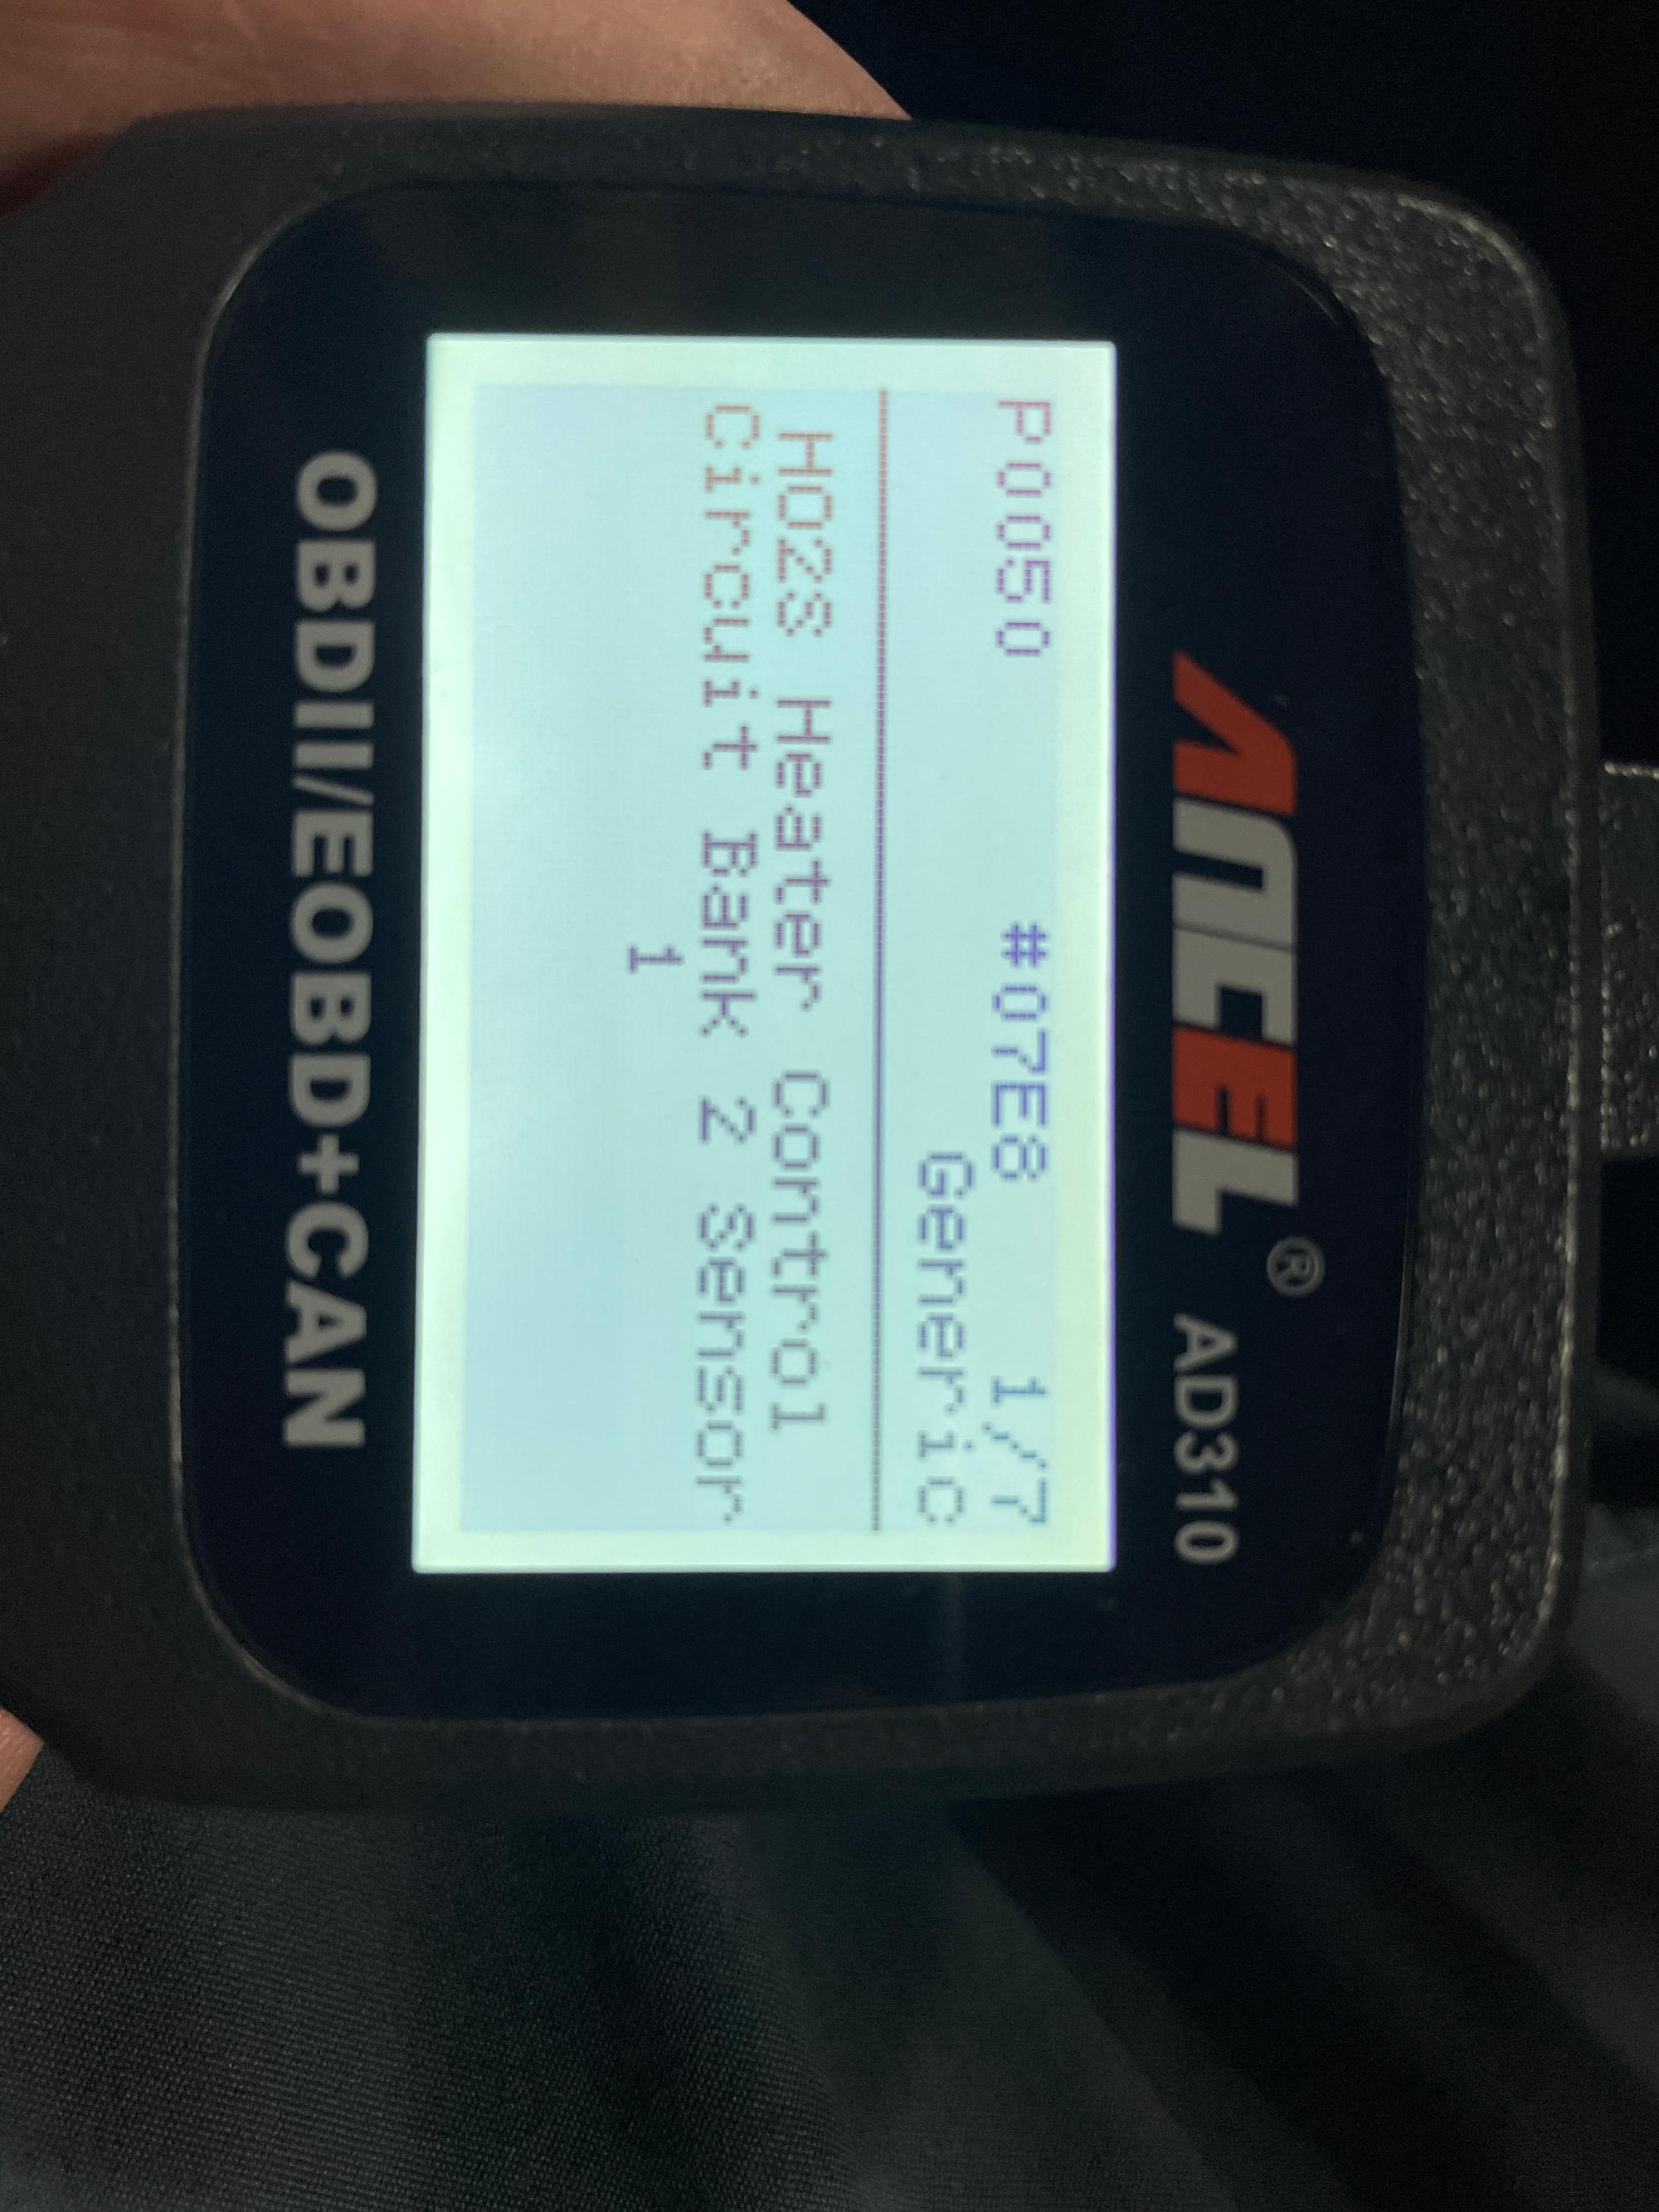 ANCEL® AD310
P0050 #07E8 1/7
Generic
HO2S Heater Control
Circuit Bank 2 Sensor
1
OBDII/EOBD+CAN